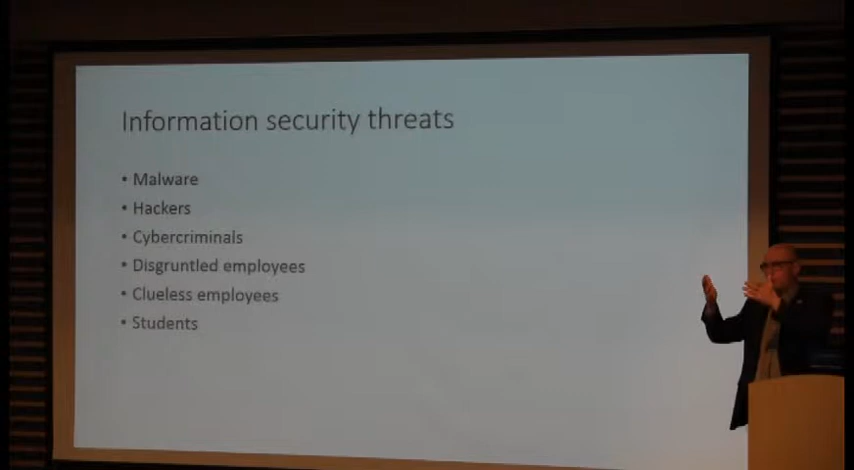 Information security threats
• Malware
• Hackers
• Cybercriminals
• Disgruntled employees
• Clueless employees
• Students